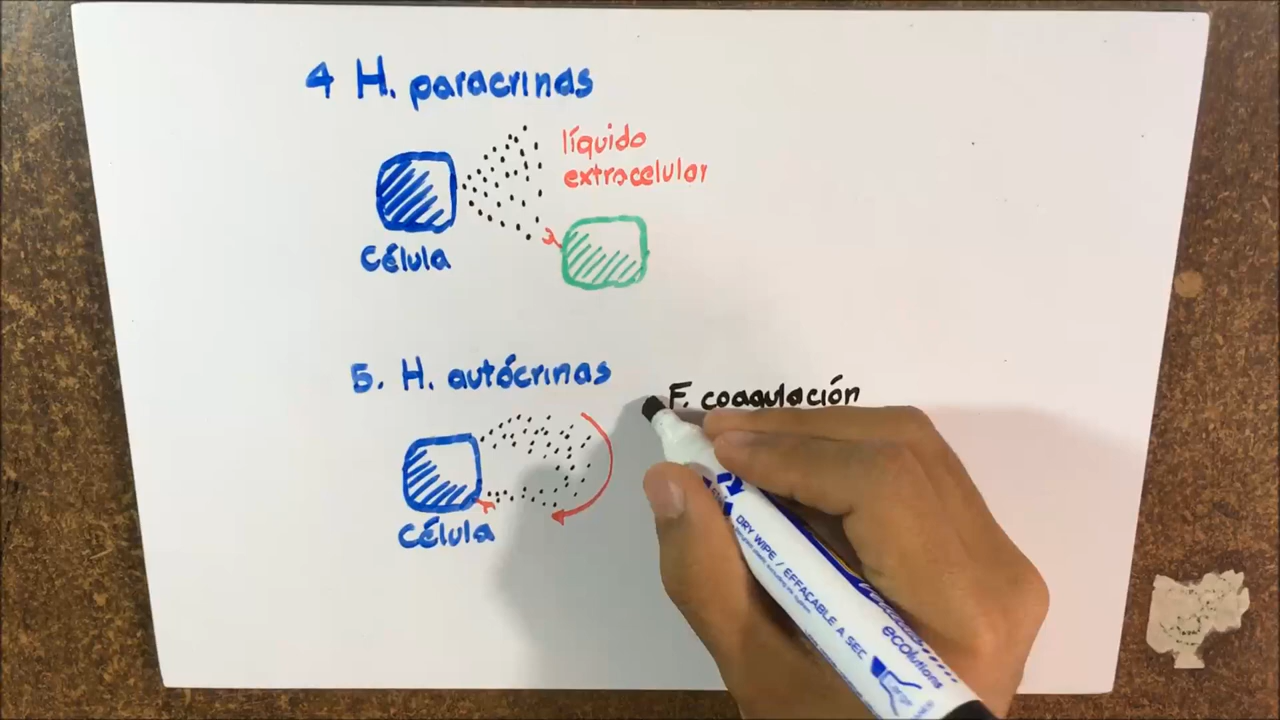 4 H. paracrinas
líquido
extracelular
Célula
5. H. autócrinas
F. coagulación
Célula
DRY WIPE / EFFAÇABLE A SEC
ecolutions